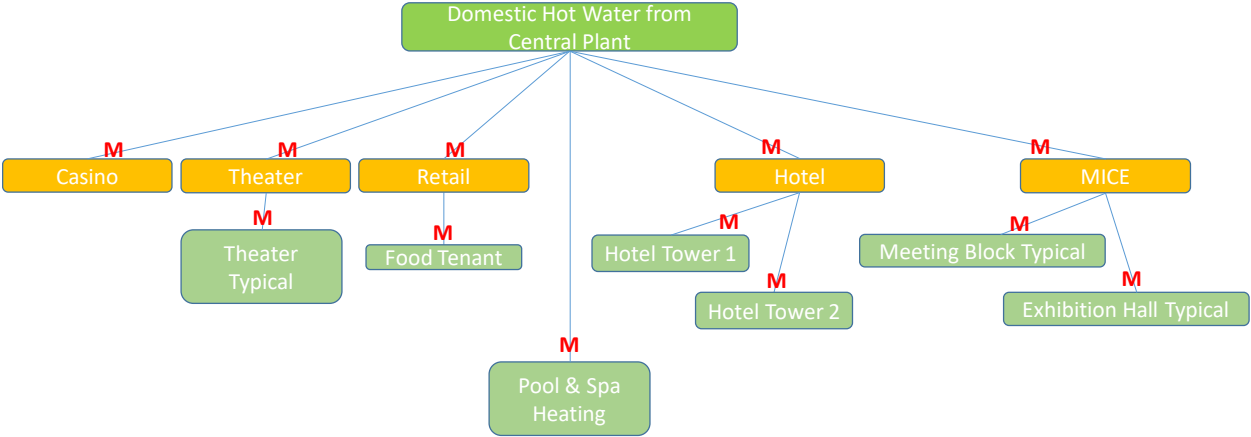 Domestic Hot Water from
Central Plant
M
M
M
M
M
Casino
Theater
Retail
Hotel
MICE
M
M
M
M
Theater
Typical
Food Tenant
Hotel Tower 1
Meeting Block Typical
M
M
Hotel Tower 2
Exhibition Hall Typical
M
Pool & Spa
Heating